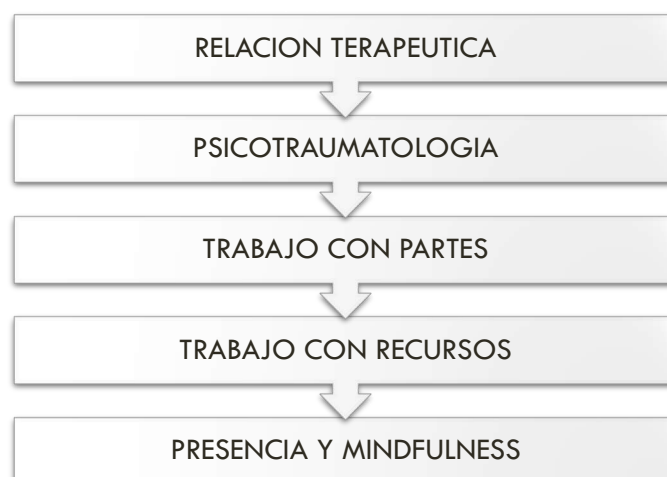 RELACION TERAPEUTICA
PSICOTRAUMATOLOGIA
TRABAJO CON PARTES
TRABAJO CON RECURSOS
PRESENCIA Y MINDFULNESS